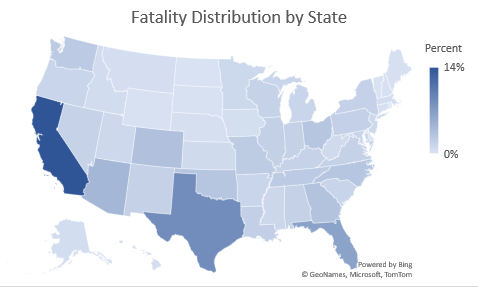 Fatality Distribution by State
Percent
14%
0%
Powered by Bing
© GeoNames, Microsoft, TomTom